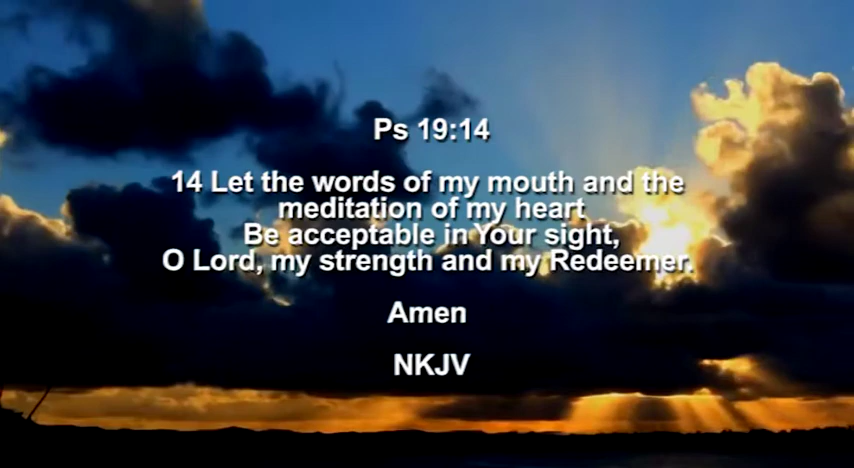 Ps 19:14
14 Let the words of my mouth and the
meditation of my heart
Be acceptable in Your sight,
O Lord, my strength and my Redeemer.
Amen
NKJV